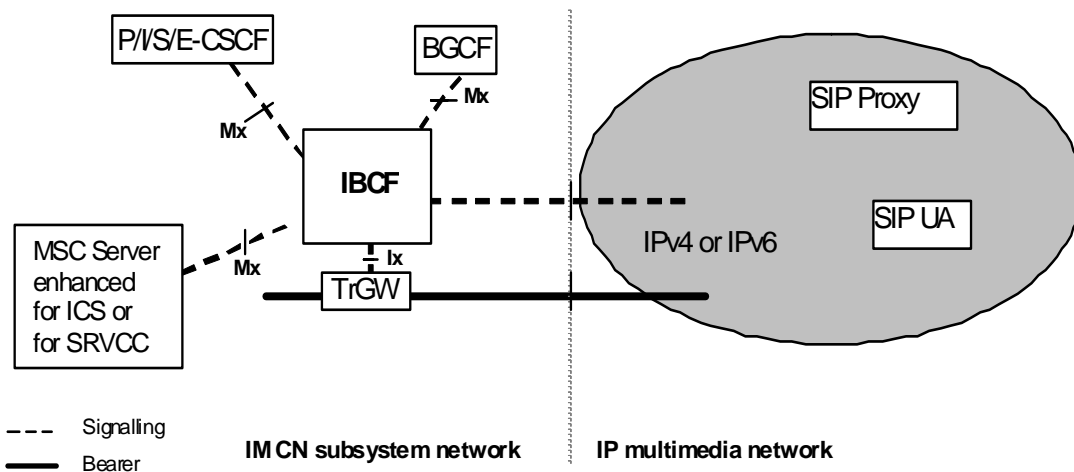 P/I/S/E-CSCF
BGCF
SIP Proxy
Mx
Mx
IBCF
SIP UA
MSC Server
enhanced
for ICS or
for SRVCC
Mx
Ix
IPv4 or IPv6
TrGW
Signalling
Bearer
IM CN subsystem network
IP multimedia network